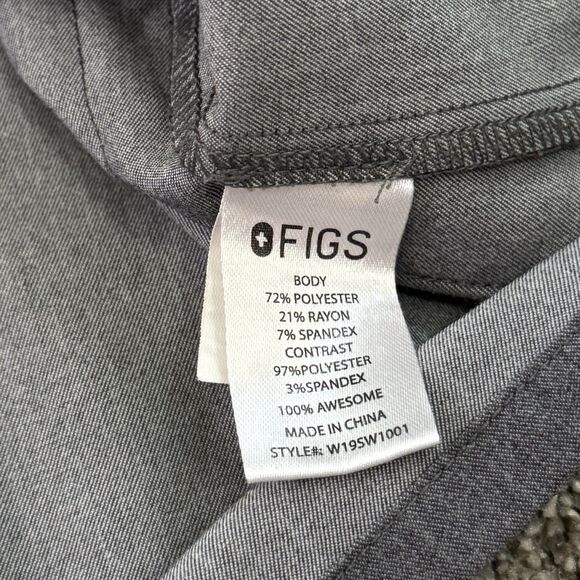 FIGS
BODY
72% POLYESTER
21% RAYON
7% SPANDEX
CONTRAST
97%POLYESTER
3%SPANDEX
100% AWESOME
MADE IN CHINA
STYLE#: W19SW1001